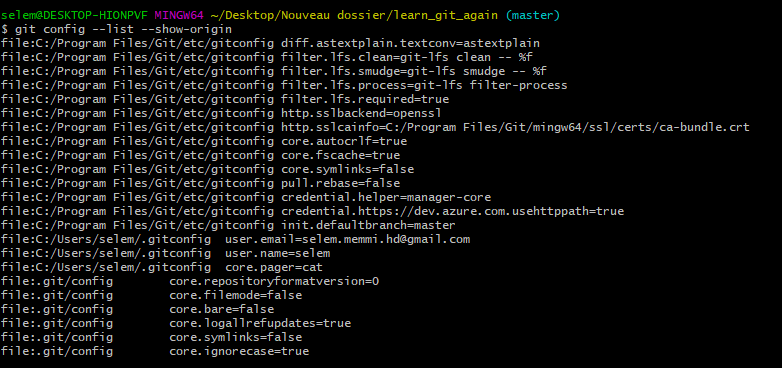 selem@DESKTOP-HIONPVF MINGW64 ~/Desktop/Nouveau dossier/learn_git_again (master)
$ git config --list --show-origin
file:C:/Program Files/Git/etc/gitconfig diff.astextplain.textconv=astextplain
file:C:/Program Files/Git/etc/gitconfig filter.lfs.clean=git-lfs clean -- %f
file:C:/Program Files/Git/etc/gitconfig filter.lfs.smudge=git-lfs smudge -- %f
file:C:/Program Files/Git/etc/gitconfig filter.lfs.process=git-lfs filter-process
file:C:/Program Files/Git/etc/gitconfig filter.lfs.required=true
file:C:/Program Files/Git/etc/gitconfig http.sslbackend=openssl
file:C:/Program Files/Git/etc/gitconfig http.sslcainfo=C:/Program Files/Git/mingw64/ssl/certs/ca-bundle.crt
file:C:/Program Files/Git/etc/gitconfig core.autocrlf=true
file:C:/Program Files/Git/etc/gitconfig core.fscache=true
file:C:/Program Files/Git/etc/gitconfig core.symlinks=false
file:C:/Program Files/Git/etc/gitconfig pull.rebase=false
file:C:/Program Files/Git/etc/gitconfig credential.helper=manager-core
file:C:/Program Files/Git/etc/gitconfig credential.https://dev.azure.com.usehttppath=true
file:C:/Program Files/Git/etc/gitconfig init.defaultbranch=master
file:C:/Users/selem/.gitconfig  user.email=selem.memmi.hd@gmail.com
file:C:/Users/selem/.gitconfig  user.name=selem
file:C:/Users/selem/.gitconfig  core.pager=cat
file:.git/config        core.repositoryformatversion=0
file:.git/config        core.filemode=false
file:.git/config        core.bare=false
file:.git/config        core.logallrefupdates=true
file:.git/config        core.symlinks=false
file:.git/config        core.ignorecase=true